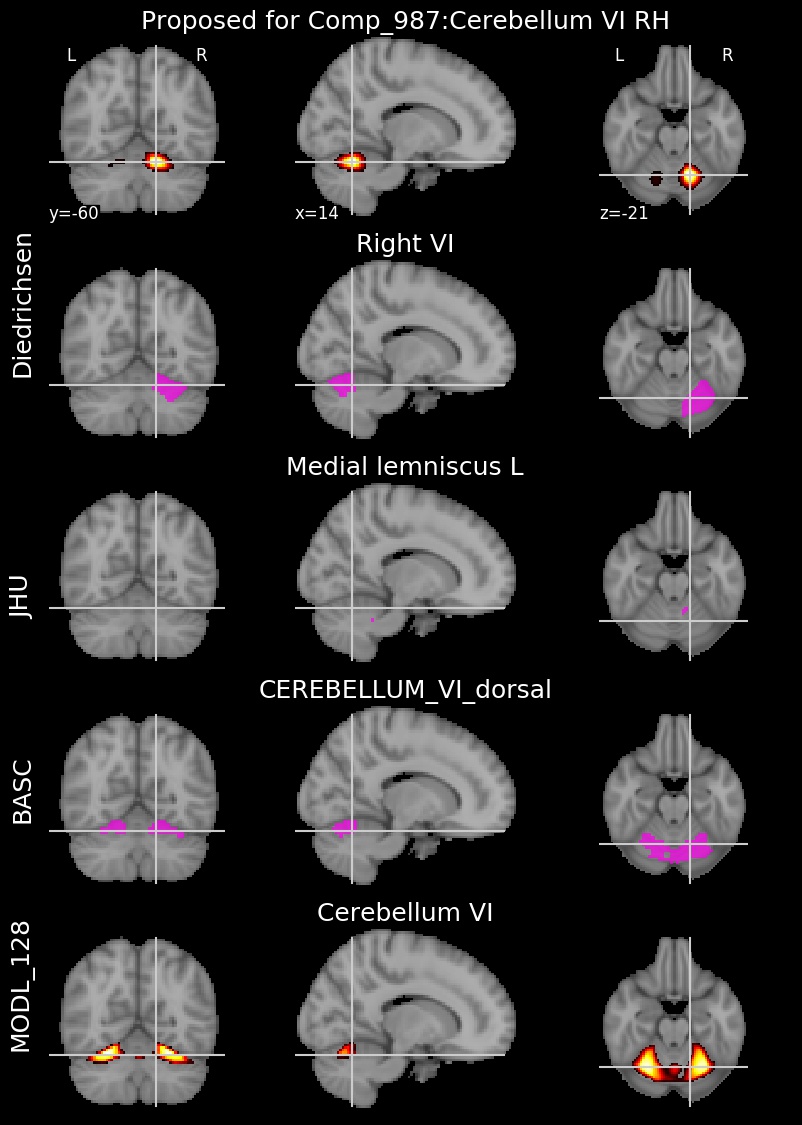 Proposed for Comp_987:Cerebellum VI RH
L R L R
y=-60 x=14 z=-21
Diedrichsen
Right VI
JHU
Medial lemniscus L
BASC
CEREBELLUM_VI_dorsal
MODL_128
Cerebellum VI